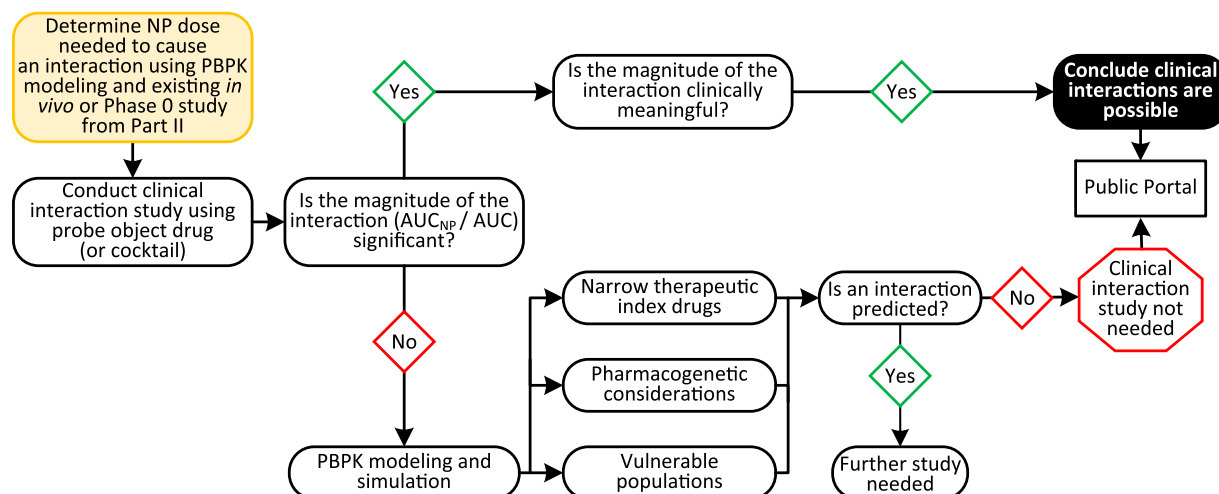 Determine NP dose
needed to cause
an interaction using PBPK
modeling and existing in
vivo or Phase 0 study
from Part II
Conduct clinical
interaction study using
probe object drug
(or cocktail)
Is the magnitude of the
interaction (AUCNP / AUC)
significant?
Yes
Is the magnitude of the
interaction clinically
meaningful?
Yes
Conclude clinical
interactions are
possible
Public Portal
No
PBPK modeling and
simulation
Narrow therapeutic
index drugs
Pharmacogenetic
considerations
Vulnerable
populations
Is an interaction
predicted?
No
Clinical
interaction
study not
needed
Yes
Further study
needed